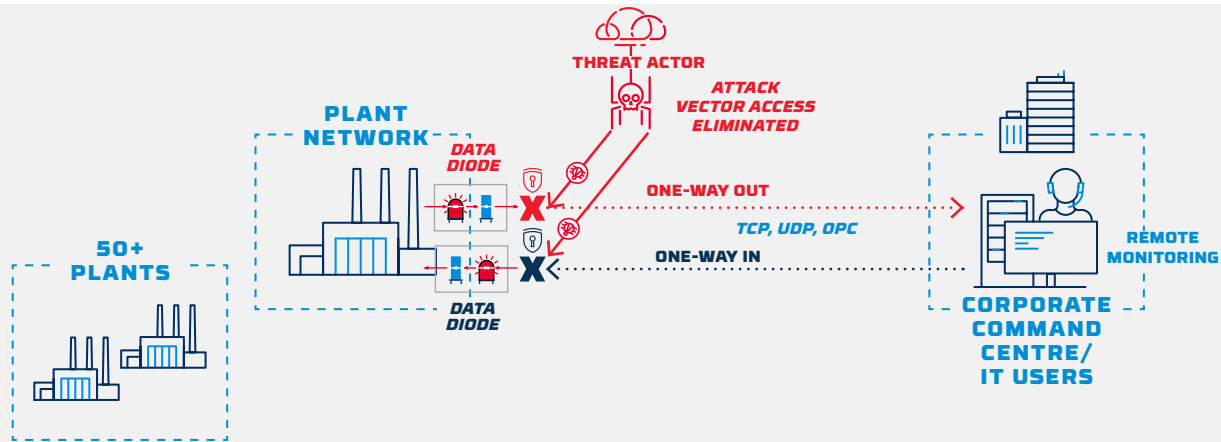 THREAT ACTOR
ATTACK
VECTOR ACCESS
ELIMINATED
PLANT
NETWORK
DATA
DIODE
ONE-WAY OUT
TCP, UDP, OPC
ONE-WAY IN
DATA
DIODE
50+
PLANTS
REMOTE
MONITORING
CORPORATE
COMMAND
CENTRE/
IT USERS